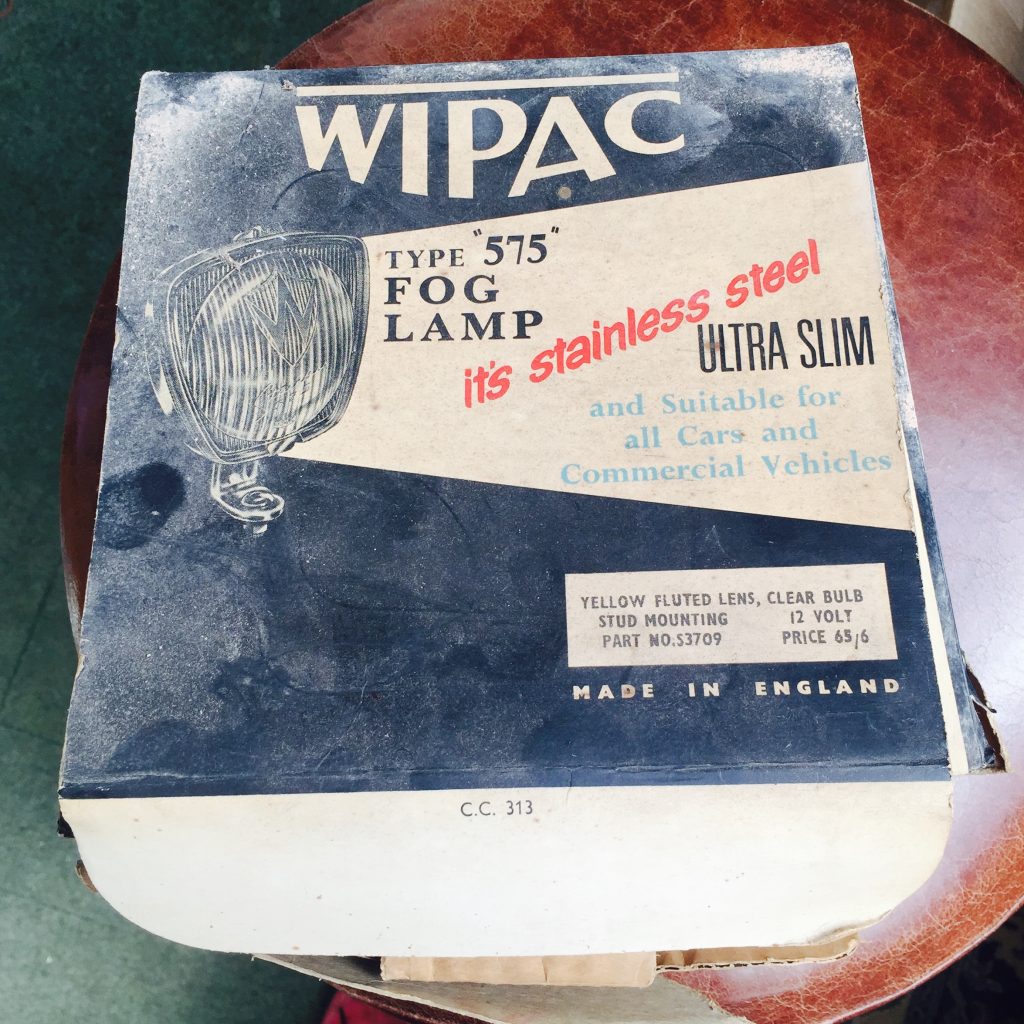 WIPAC
TYPE "575"
FOG
LAMP
it's stainless steel
ULTRA SLIM
and Suitable for
all Cars and
Commercial Vehicles
YELLOW FLUTED LENS, CLEAR BULB
STUD MOUNTING 12 VOLT
PART NO.S3709 PRICE 65/6
MADE IN ENGLAND
C.C. 313